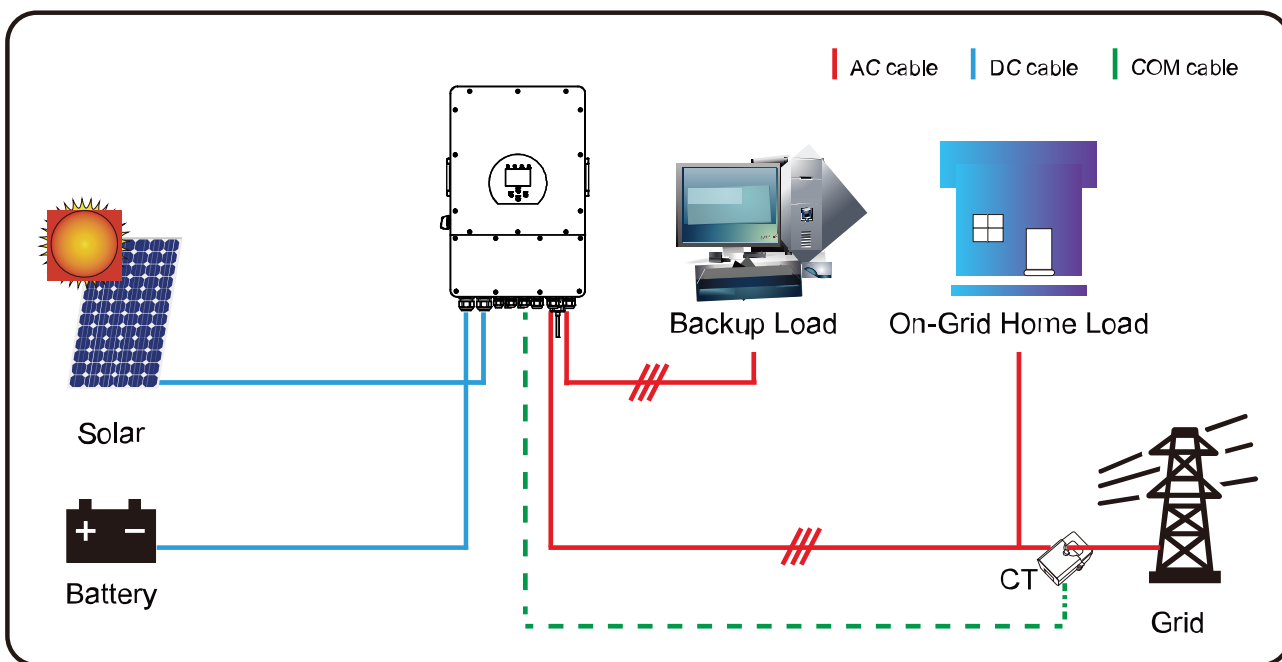 AC cable
DC cable
COM cable
Backup Load
On-Grid Home Load
Solar
Battery
+ −
CT
Grid